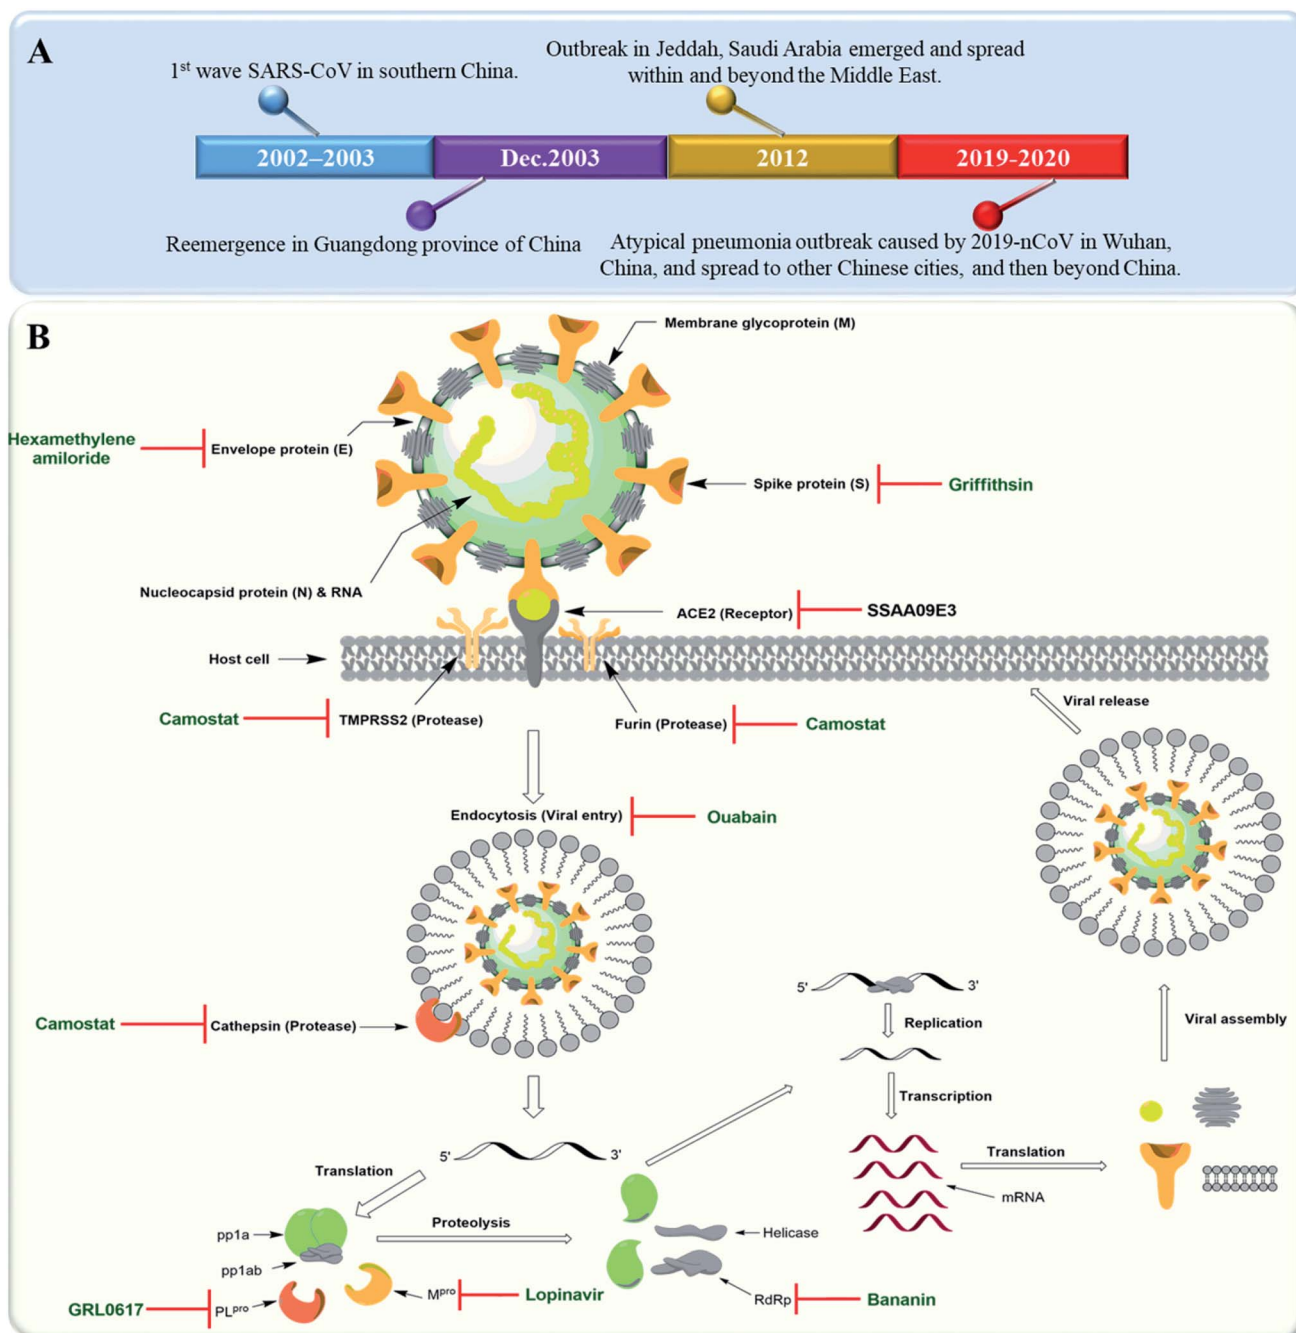 A
1st wave SARS-CoV in southern China.
Outbreak in Jeddah, Saudi Arabia emerged and spread
within and beyond the Middle East.
2002–2003
Dec.2003
2012
2019-2020
Reemergence in Guangdong province of China
Atypical pneumonia outbreak caused by 2019-nCoV in Wuhan,
China, and spread to other Chinese cities, and then beyond China.
B
Membrane glycoprotein (M)
Hexamethylene
amiloride
Envelope protein (E)
Spike protein (S)
Griffithsin
Nucleocapsid protein (N) & RNA
ACE2 (Receptor)
SSAA09E3
Host cell
Camostat
TMPRSS2 (Protease)
Furin (Protease)
Camostat
Viral release
Endocytosis (Viral entry)
Ouabain
Camostat
Cathepsin (Protease)
5'
3'
Replication
Viral assembly
Transcription
5'
3'
Translation
Translation
mRNA
pp1a
Proteolysis
Helicase
pp1ab
GRL0617
PLpro
Mpro
Lopinavir
RdRp
Bananin